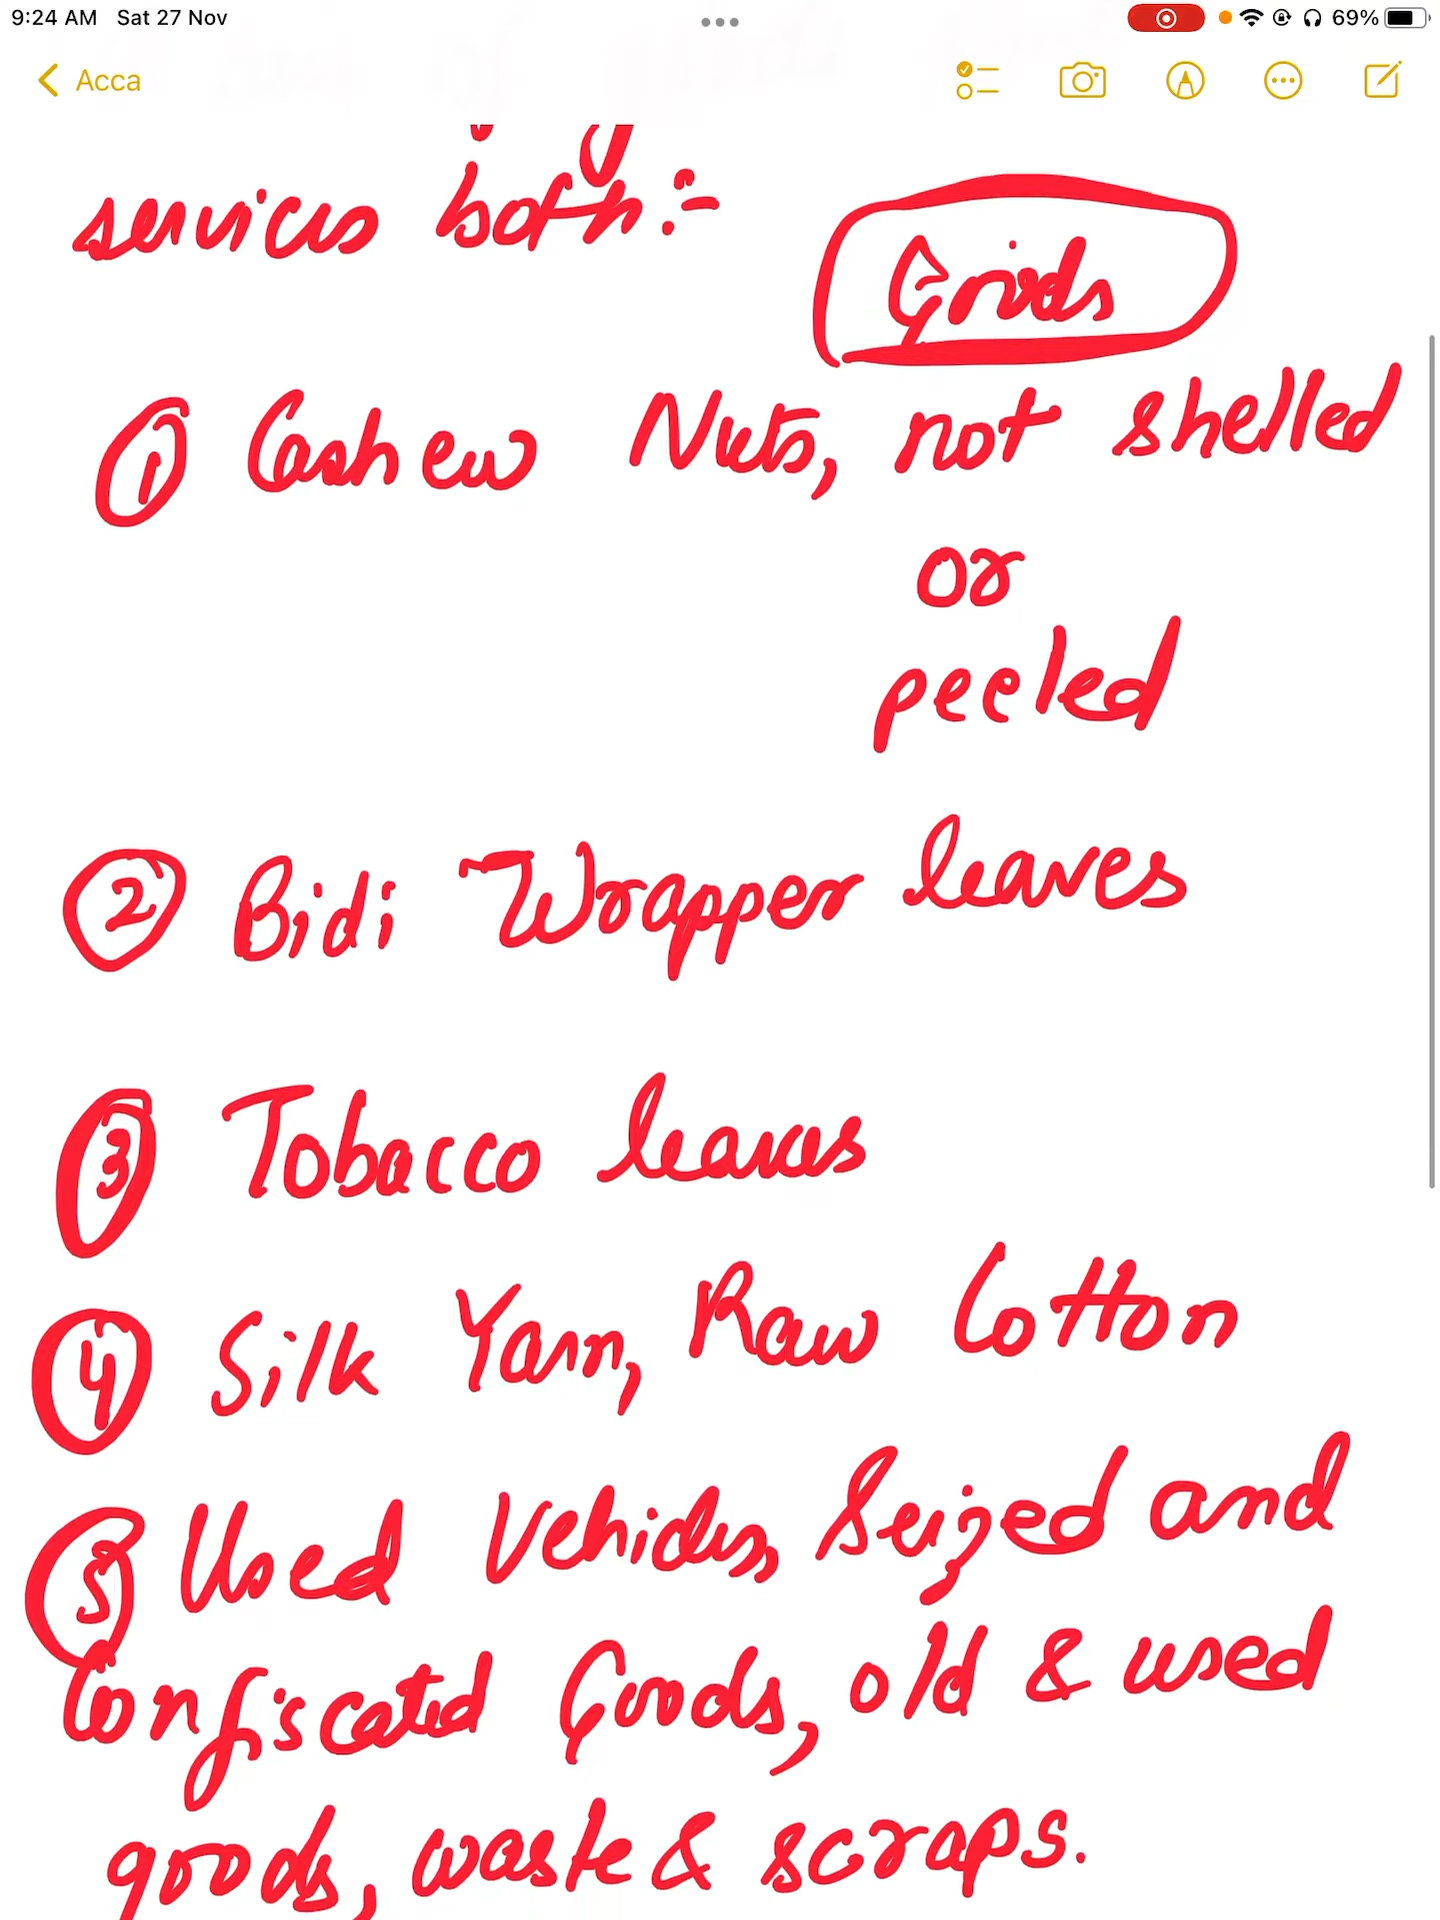 9:24 AM Sat 27 Nov
69%
Acca
services both :-
Goods
1 Cashew Nuts, not shelled
or
peeled
2 Bidi Wrapper leaves
3 Tobacco leaves
4 Silk Yarn, Raw Cotton
5 Used Vehicles, Seized and
Confiscated Goods, old & used
goods, waste & scraps.